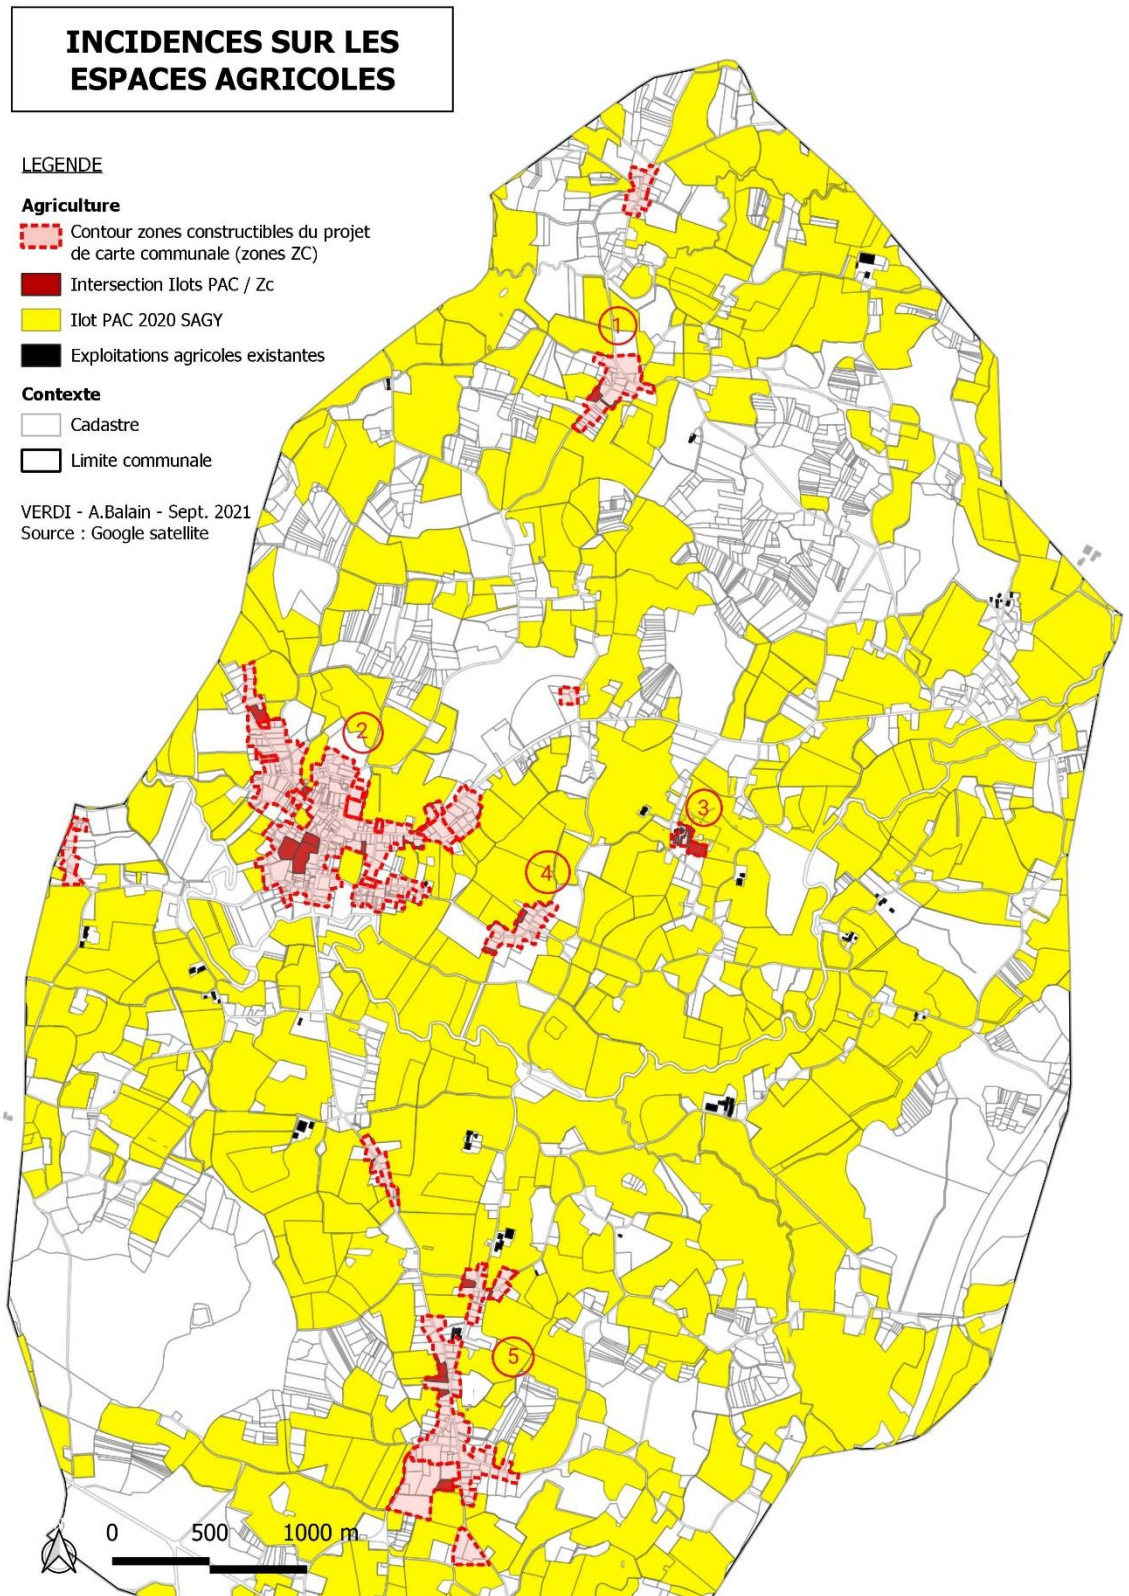 INCIDENCES SUR LES
ESPACES AGRICOLES
LEGENDE
Agriculture
Contour zones constructibles du projet
de carte communale (zones ZC)
Intersection Ilots PAC / Zc
Ilot PAC 2020 SAGY
Exploitations agricoles existantes
Contexte
Cadastre
Limite communale
VERDI - A.Balain - Sept. 2021
Source : Google satellite
1
2
3
4
5
0 500 1000 m